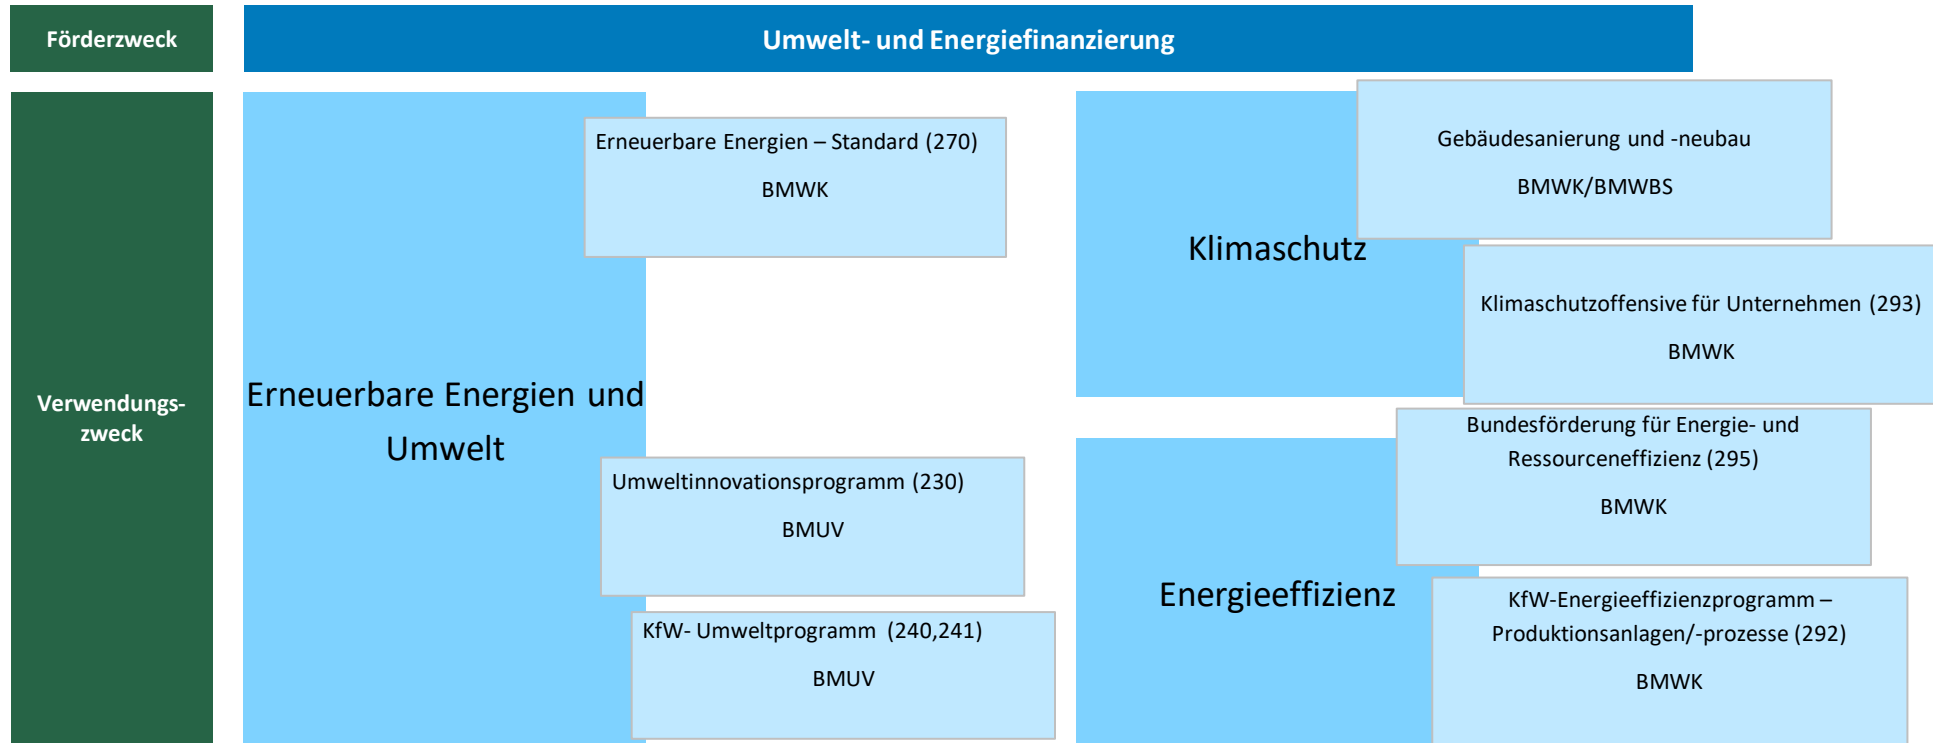 Förderzweck
Umwelt- und Energiefinanzierung
Verwendungs-
zweck
Erneuerbare Energien und
Umwelt
Erneuerbare Energien – Standard (270)
BMWK
Umweltinnovationsprogramm (230)
BMUV
KfW- Umweltprogramm (240,241)
BMUV
Klimaschutz
Gebäudesanierung und -neubau
BMWK/BMWBS
Klimaschutzoffensive für Unternehmen (293)
BMWK
Energieeffizienz
Bundesförderung für Energie- und
Ressourceneffizienz (295)
BMWK
KfW-Energieeffizienzprogramm –
Produktionsanlagen/-prozesse (292)
BMWK